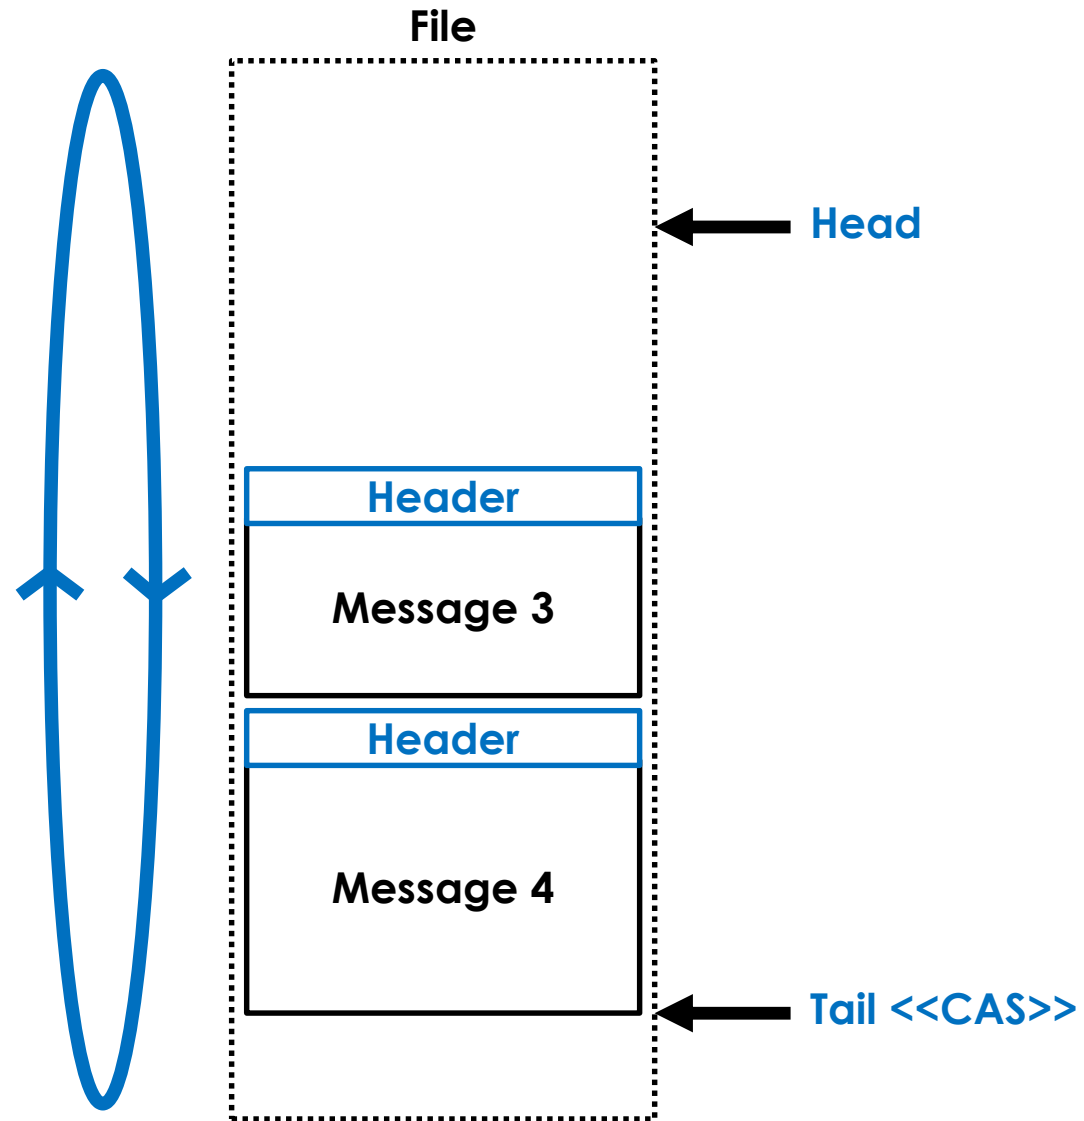 File
Head
Header
Message 3
Header
Message 4
Tail <<CAS>>